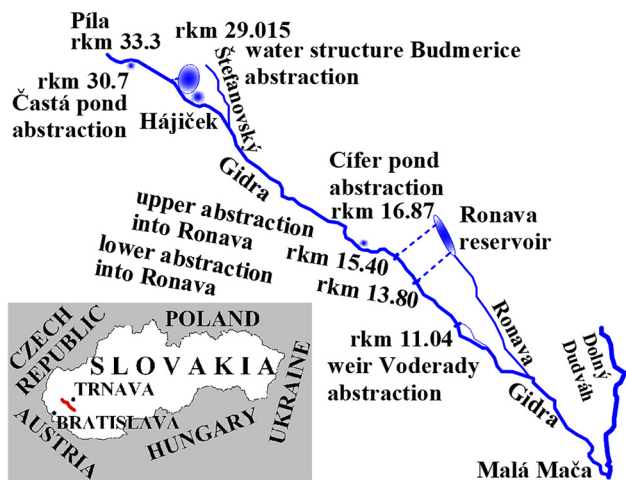 Píla
rkm 33.3
rkm 29.015
water structure Budmerice
abstraction
rkm 30.7
Častá pond
abstraction
Hájiček
Štefanovský
Gidra
Cífer pond
abstraction
rkm 16.87
upper abstraction
into Ronava
rkm 15.40
lower abstraction
into Ronava
rkm 13.80
Ronava
reservoir
Ronava
rkm 11.04
weir Voderady
abstraction
Gidra
Dolný
Dudváh
Malá Mača
CZECH
REPUBLIC
POLAND
SLOVAKIA
UKRAINE
TRNAVA
BRATISLAVA
AUSTRIA
HUNGARY